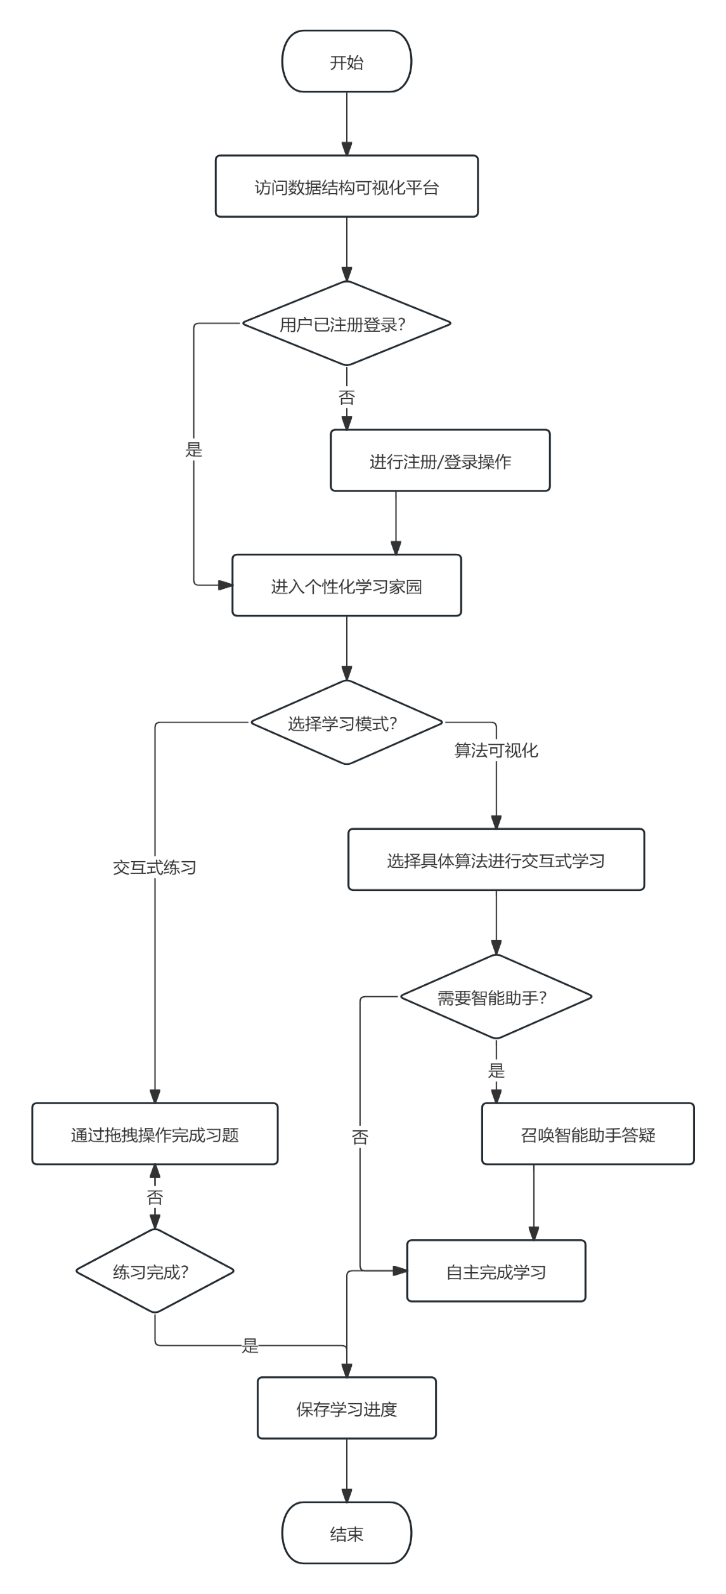 开始
访问数据结构可视化平台
用户已注册登录?
否
是
进行注册/登录操作
进入个性化学习家园
选择学习模式?
算法可视化
交互式练习
选择具体算法进行交互式学习
需要智能助手?
是
否
通过拖拽操作完成习题
召唤智能助手答疑
否
练习完成?
自主完成学习
是
保存学习进度
结束